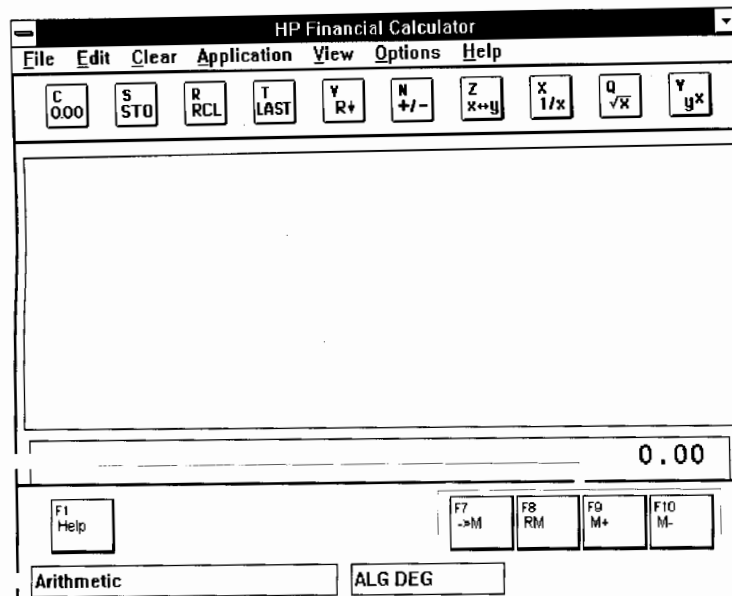 HP Financial Calculator
File Edit Clear Application View Options Help
C S R T Y N Z X Q Y
0.00 STO RCL LAST R↓ +/- x↔y 1/x √x yˣ
0.00
F1 F7 F8 F9 F10
Help ->M RM M+ M-
Arithmetic ALG DEG